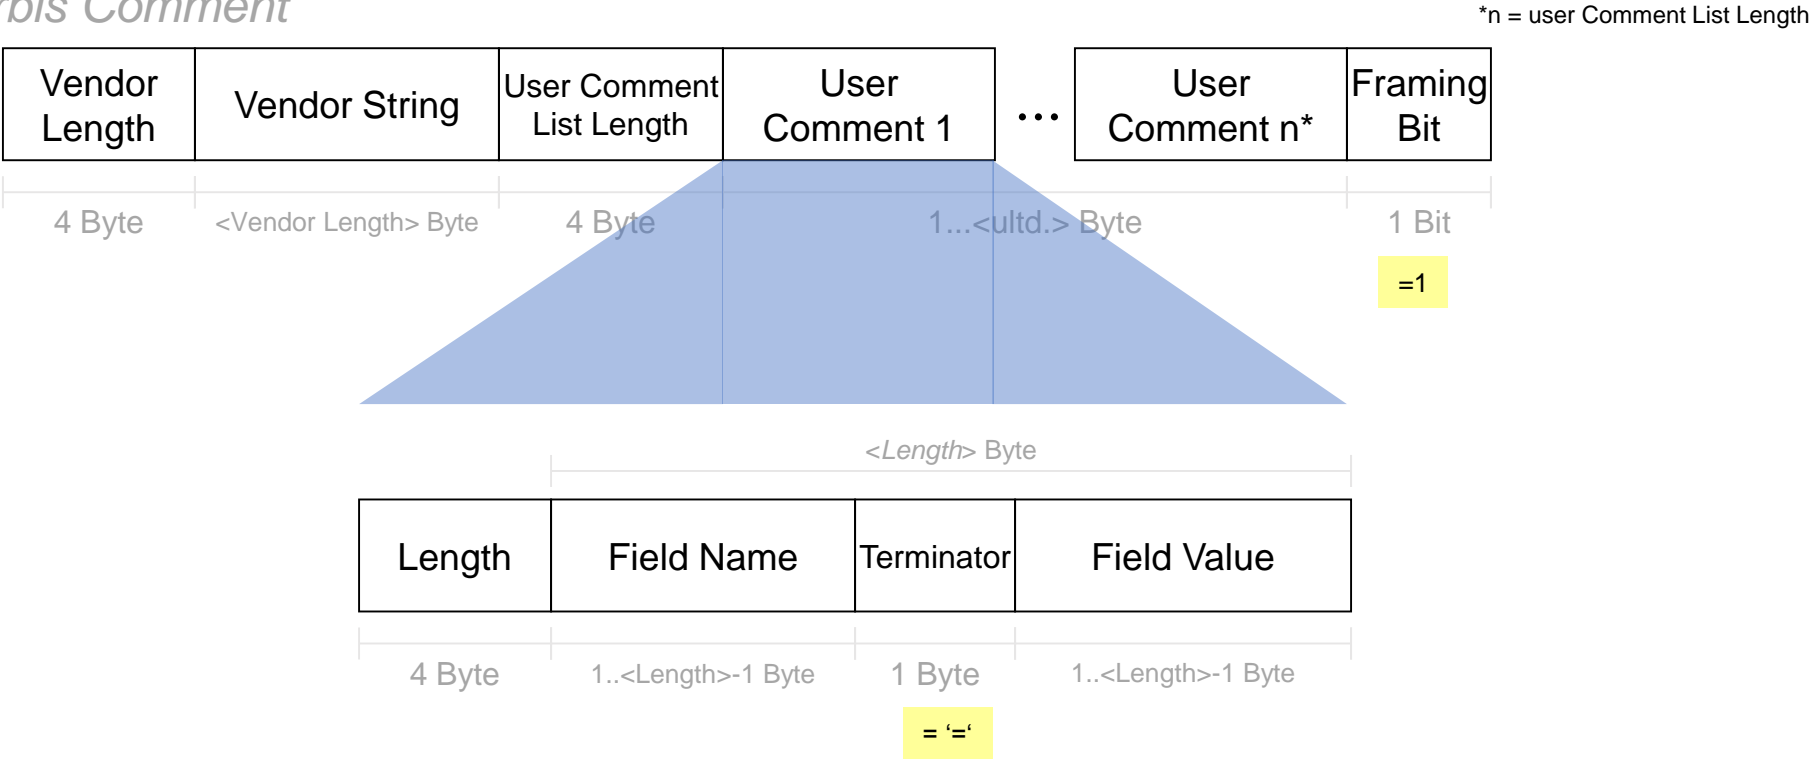 rbis Comment
*n = user Comment List Length
Vendor
Length
Vendor String
User Comment
List Length
User
Comment 1
...
User
Comment n*
Framing
Bit
4 Byte
<Vendor Length> Byte
4 Byte
1...<ultd.> Byte
1 Bit
=1
<Length> Byte
Length
Field Name
Terminator
Field Value
4 Byte
1..<Length>-1 Byte
1 Byte
1..<Length>-1 Byte
= ‘=‘